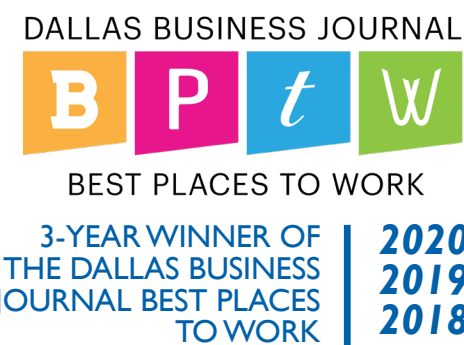 DALLAS BUSINESS JOURNAL
B P t W
BEST PLACES TO WORK
3-YEAR WINNER OF
THE DALLAS BUSINESS
JOURNAL BEST PLACES
TO WORK
2020
2019
2018